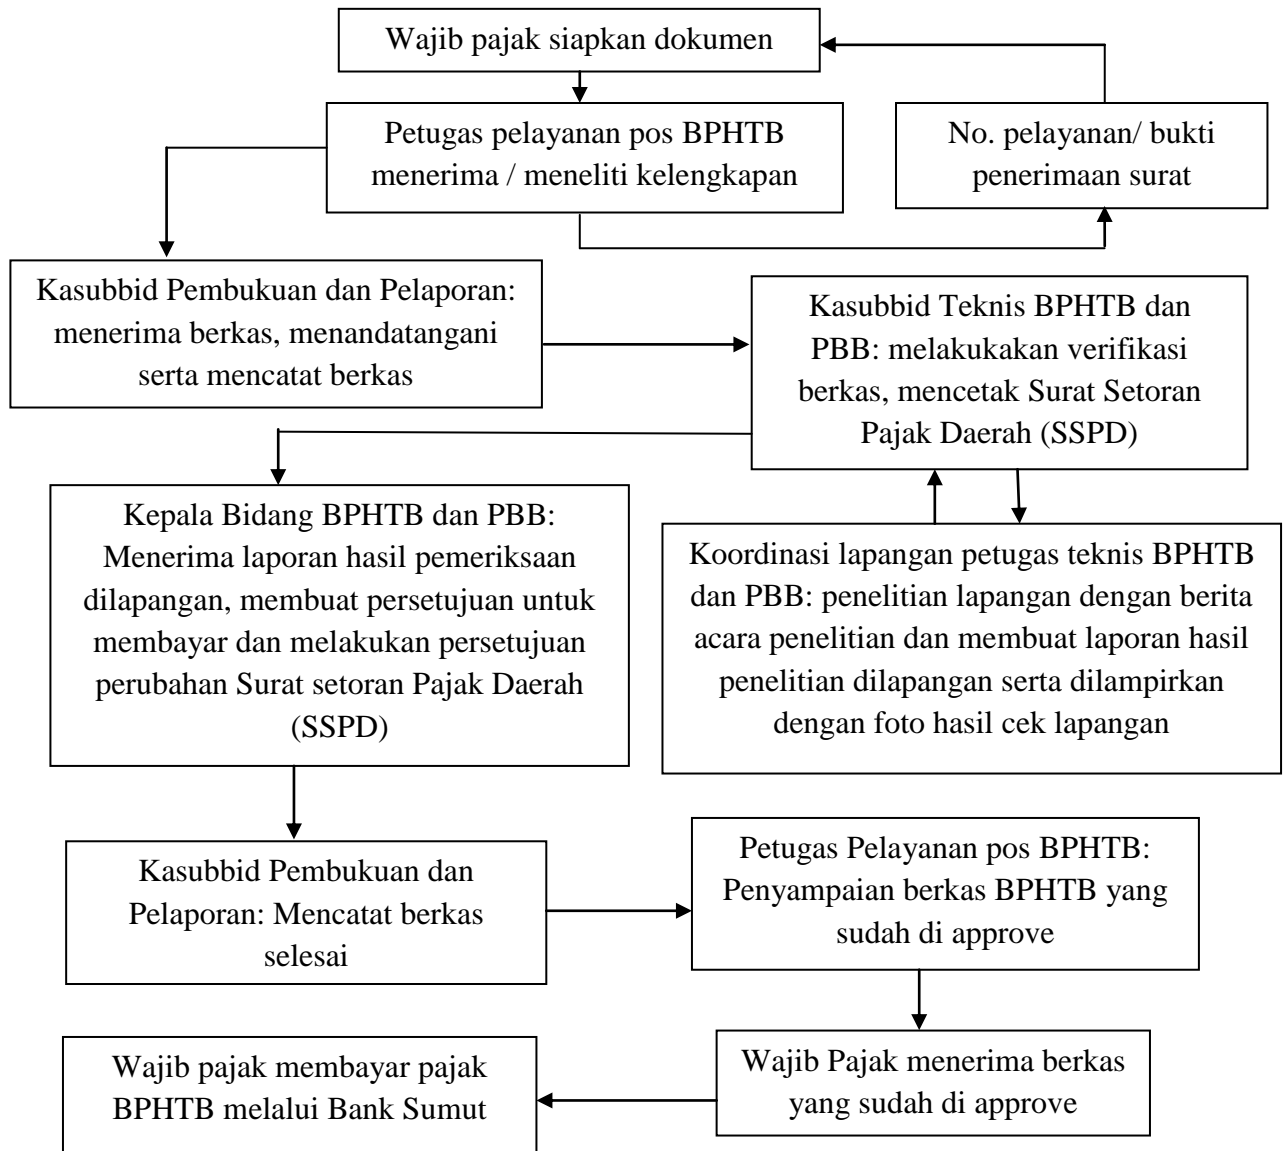 Wajib pajak siapkan dokumen
Petugas pelayanan pos BPHTB
menerima / meneliti kelengkapan
No. pelayanan/ bukti
penerimaan surat
Kasubbid Pembukuan dan Pelaporan:
menerima berkas, menandatangani
serta mencatat berkas
Kasubbid Teknis BPHTB dan
PBB: melakukakan verifikasi
berkas, mencetak Surat Setoran
Pajak Daerah (SSPD)
Kepala Bidang BPHTB dan PBB:
Menerima laporan hasil pemeriksaan
dilapangan, membuat persetujuan untuk
membayar dan melakukan persetujuan
perubahan Surat setoran Pajak Daerah
(SSPD)
Koordinasi lapangan petugas teknis BPHTB
dan PBB: penelitian lapangan dengan berita
acara penelitian dan membuat laporan hasil
penelitian dilapangan serta dilampirkan
dengan foto hasil cek lapangan
Kasubbid Pembukuan dan
Pelaporan: Mencatat berkas
selesai
Petugas Pelayanan pos BPHTB:
Penyampaian berkas BPHTB yang
sudah di approve
Wajib Pajak menerima berkas
yang sudah di approve
Wajib pajak membayar pajak
BPHTB melalui Bank Sumut